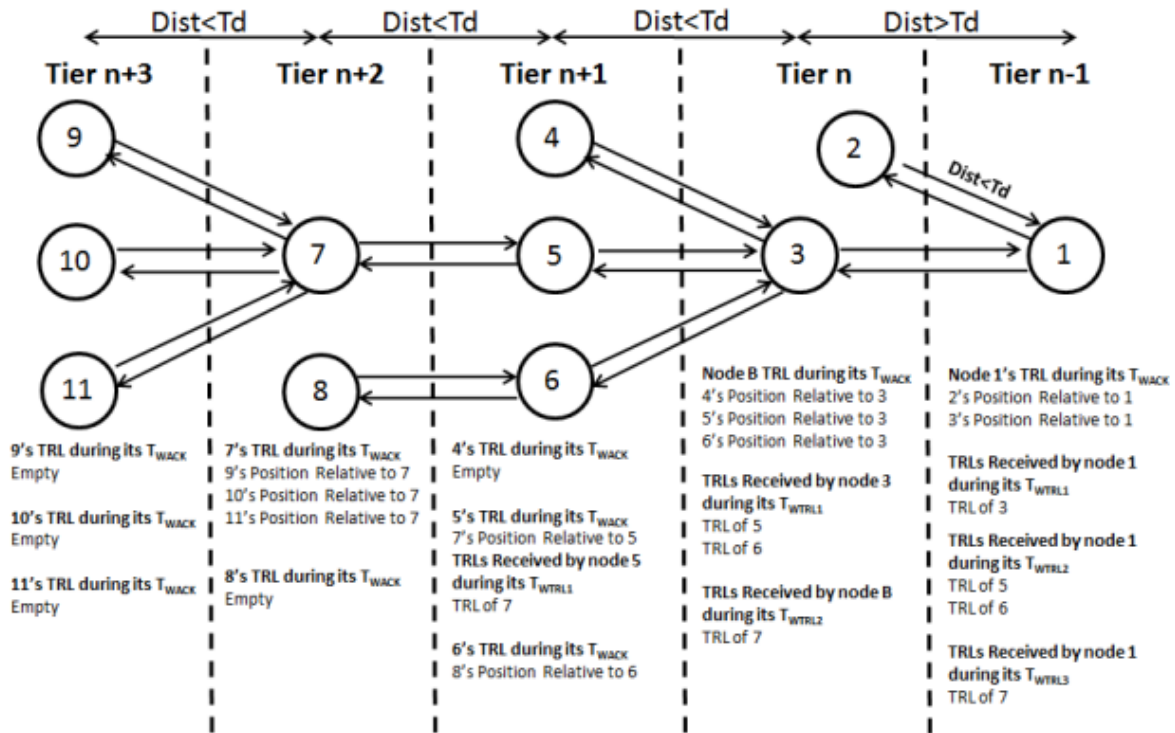 Dist<Td
Dist<Td
Dist<Td
Dist>Td
Tier n+3
Tier n+2
Tier n+1
Tier n
Tier n-1
9
4
2
Dist<Td
10
7
5
3
1
11
8
6
9's TRL during its TWACK
Empty
10's TRL during its TWACK
Empty
11's TRL during its TWACK
Empty
7's TRL during its TWACK
9's Position Relative to 7
10's Position Relative to 7
11's Position Relative to 7
8's TRL during its TWACK
Empty
4's TRL during its TWACK
Empty
5's TRL during its TWACK
7's Position Relative to 5
TRLs Received by node 5
during its TWTRL1
TRL of 7
6's TRL during its TWACK
8's Position Relative to 6
Node B TRL during its TWACK
4's Position Relative to 3
5's Position Relative to 3
6's Position Relative to 3
TRLs Received by node 3
during its TWTRL1
TRL of 5
TRL of 6
TRLs Received by node B
during its TWTRL2
TRL of 7
Node 1's TRL during its TWACK
2's Position Relative to 1
3's Position Relative to 1
TRLs Received by node 1
during its TWTRL1
TRL of 3
TRLs Received by node 1
during its TWTRL2
TRL of 5
TRL of 6
TRLs Received by node 1
during its TWTRL3
TRL of 7